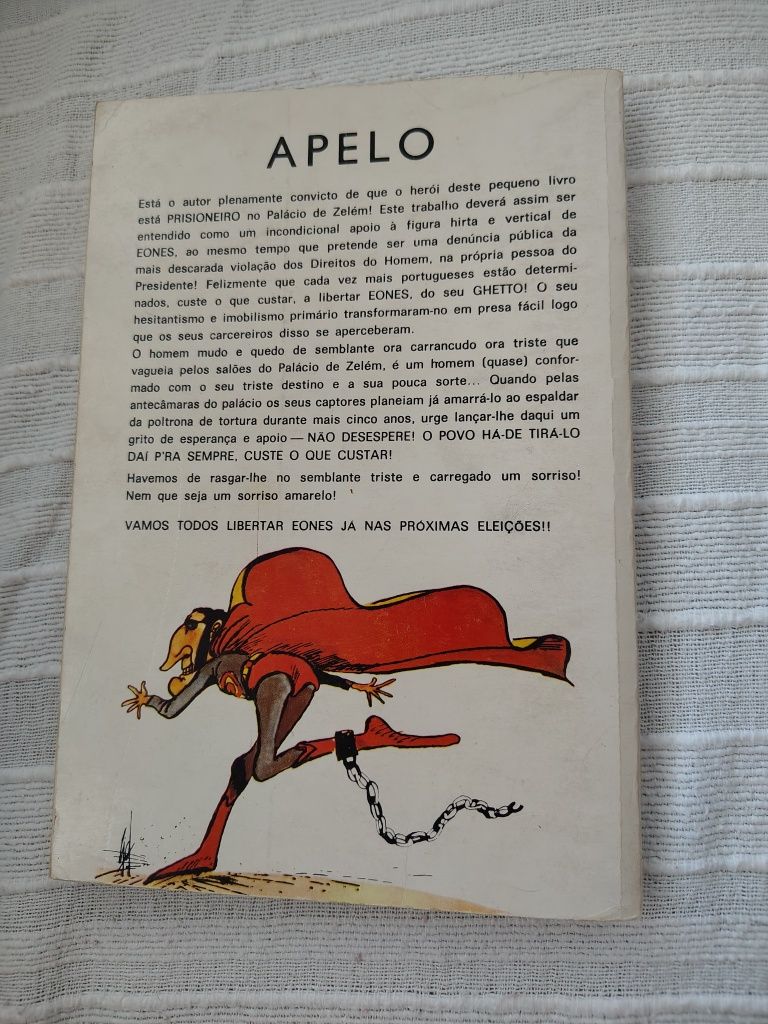 APELO
Está o autor plenamente convicto de que o herói deste pequeno livro
está PRISIONEIRO no Palácio de Zelém! Este trabalho deverá assim ser
entendido como um incondicional apoio à figura hirta e vertical de
EONES, ao mesmo tempo que pretende ser uma denúncia pública da
mais descarada violação dos Direitos do Homem, na própria pessoa do
Presidente! Felizmente que cada vez mais portugueses estão determi-
nados, custe o que custar, a libertar EONES, do seu GHETTO! O seu
hesitantismo e imobilismo primário transformaram-no em presa fácil logo
que os seus carcereiros disso se aperceberam.
O homem mudo e quedo de semblante ora carrancudo ora triste que
vagueia pelos salões do Palácio de Zelém, é um homem (quase) confor-
mado com o seu triste destino e a sua pouca sorte... Quando pelas
antecâmaras do palácio os seus captores planeiam já amarrá-lo ao espaldar
da poltrona de tortura durante mais cinco anos, urge lançar-lhe daqui um
grito de esperança e apoio — NÃO DESESPERE! O POVO HÁ-DE TIRÁ-LO
DAÍ P'RA SEMPRE, CUSTE O QUE CUSTAR!
Havemos de rasgar-lhe no semblante triste e carregado um sorriso!
Nem que seja um sorriso amarelo!
VAMOS TODOS LIBERTAR EONES JÁ NAS PRÓXIMAS ELEIÇÕES!!